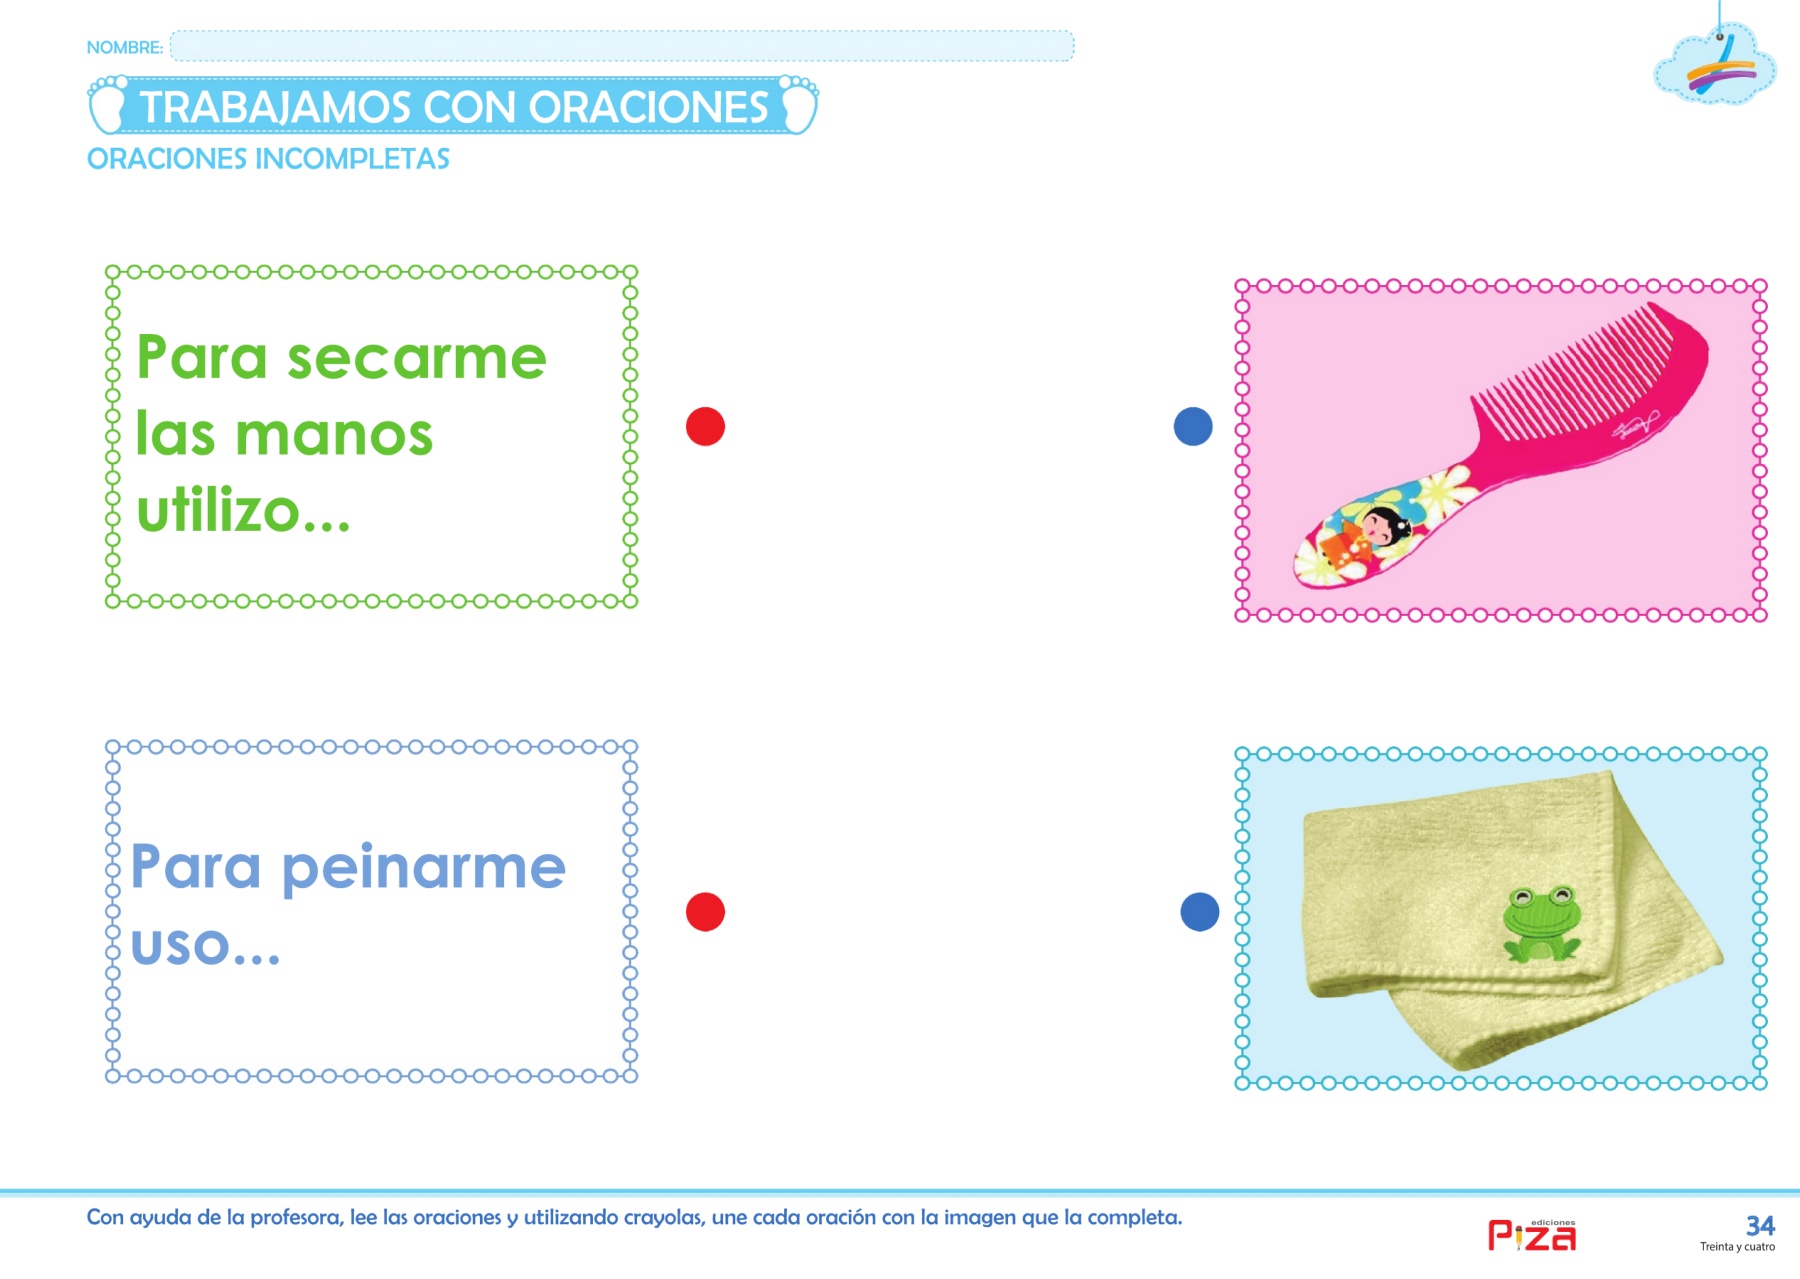 NOMBRE:
TRABAJAMOS CON ORACIONES
ORACIONES INCOMPLETAS
Para secarme
las manos
utilizo...
Para peinarme
uso...
Con ayuda de la profesora, lee las oraciones y utilizando crayolas, une cada oración con la imagen que la completa.
ediciones
Piza
34
Treinta y cuatro